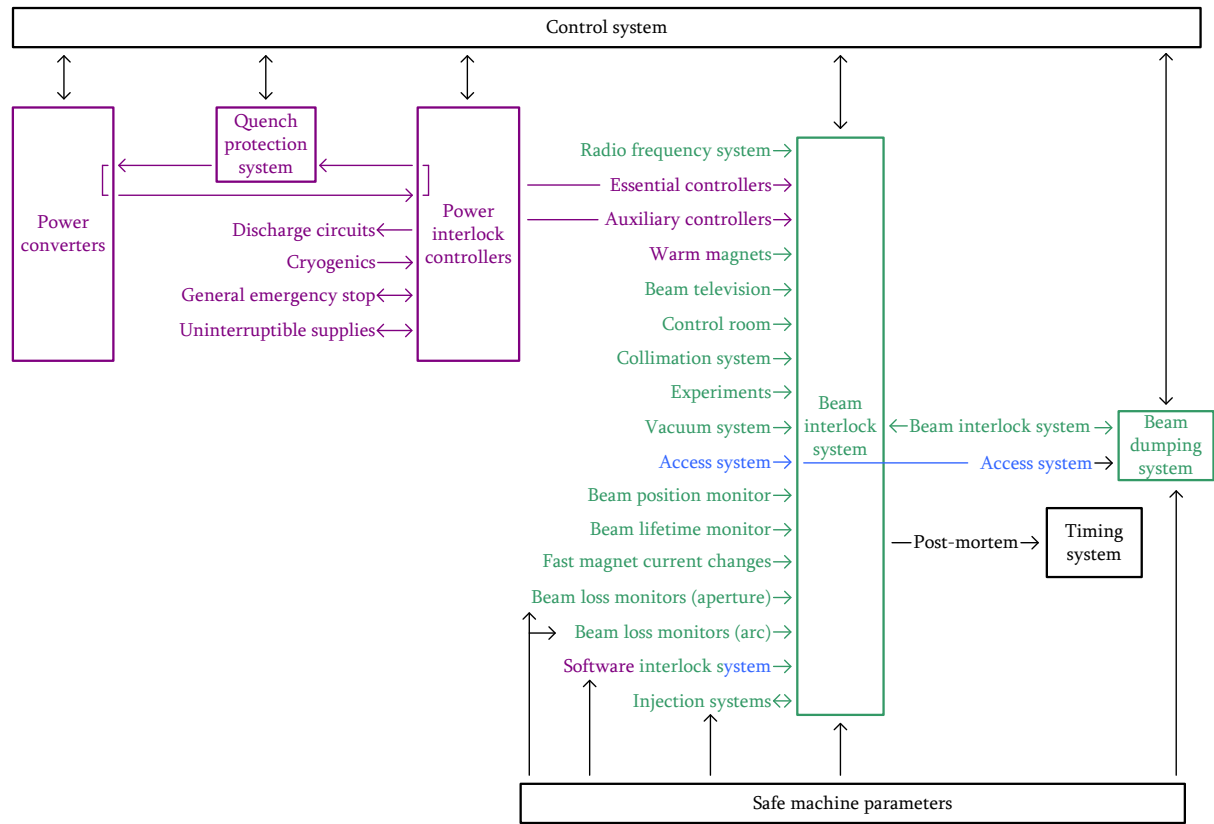 Control system
Quench
protection
system
Power
converters
Power
interlock
controllers
Discharge circuits
Cryogenics
General emergency stop
Uninterruptible supplies
Radio frequency system
Essential controllers
Auxiliary controllers
Warm magnets
Beam television
Control room
Collimation system
Experiments
Vacuum system
Access system
Beam position monitor
Beam lifetime monitor
Fast magnet current changes
Beam loss monitors (aperture)
Beam loss monitors (arc)
Software interlock system
Injection systems
Beam
interlock
system
Beam interlock system
Access system
Beam
dumping
system
Post-mortem
Timing
system
Safe machine parameters